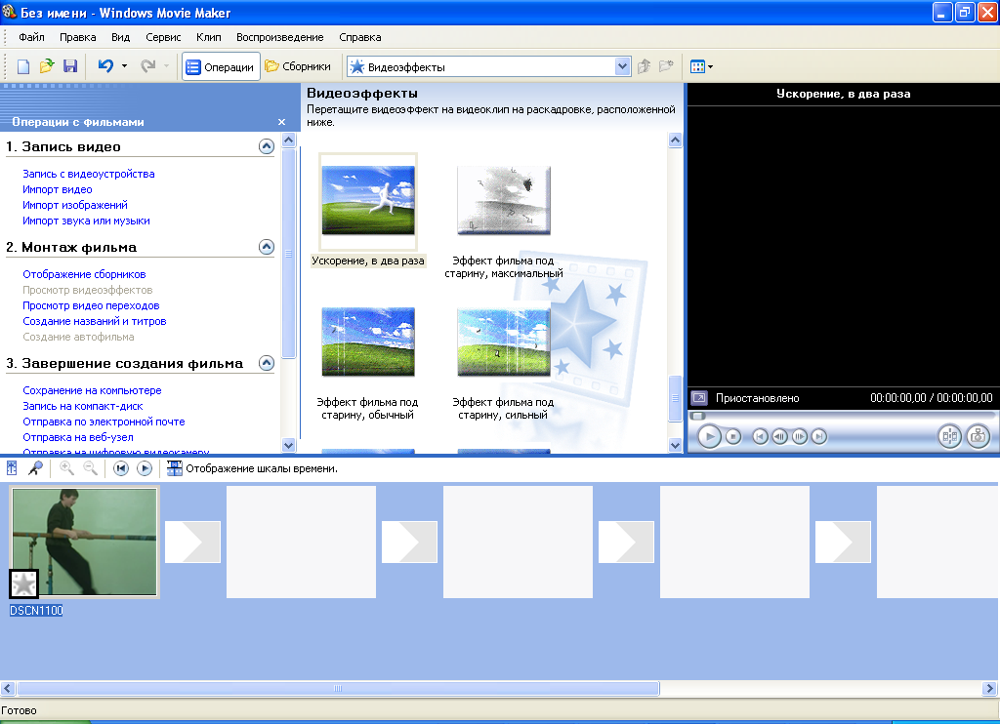 Без имени - Windows Movie Maker
Файл Правка Вид Сервис Клип Воспроизведение Справка
Операции Сборники Видеоэффекты
Операции с фильмами
1. Запись видео
Запись с видеоустройства
Импорт видео
Импорт изображений
Импорт звука или музыки
2. Монтаж фильма
Отображение сборников
Просмотр видеоэффектов
Просмотр видео переходов
Создание названий и титров
Создание автофильма
3. Завершение создания фильма
Сохранение на компьютере
Запись на компакт-диск
Отправка по электронной почте
Отправка на веб-узел
Отправка на цифровую видеокамеру
Видеоэффекты
Перетащите видеоэффект на видеоклип на раскадровке, расположенной
ниже.
Ускорение, в два раза
Эффект фильма под
старину, максимальный
Эффект фильма под
старину, обычный
Эффект фильма под
старину, сильный
Ускорение, в два раза
Приостановлено 00:00:00,00 / 00:00:00,00
Отображение шкалы времени.
DSCN1100
Готово